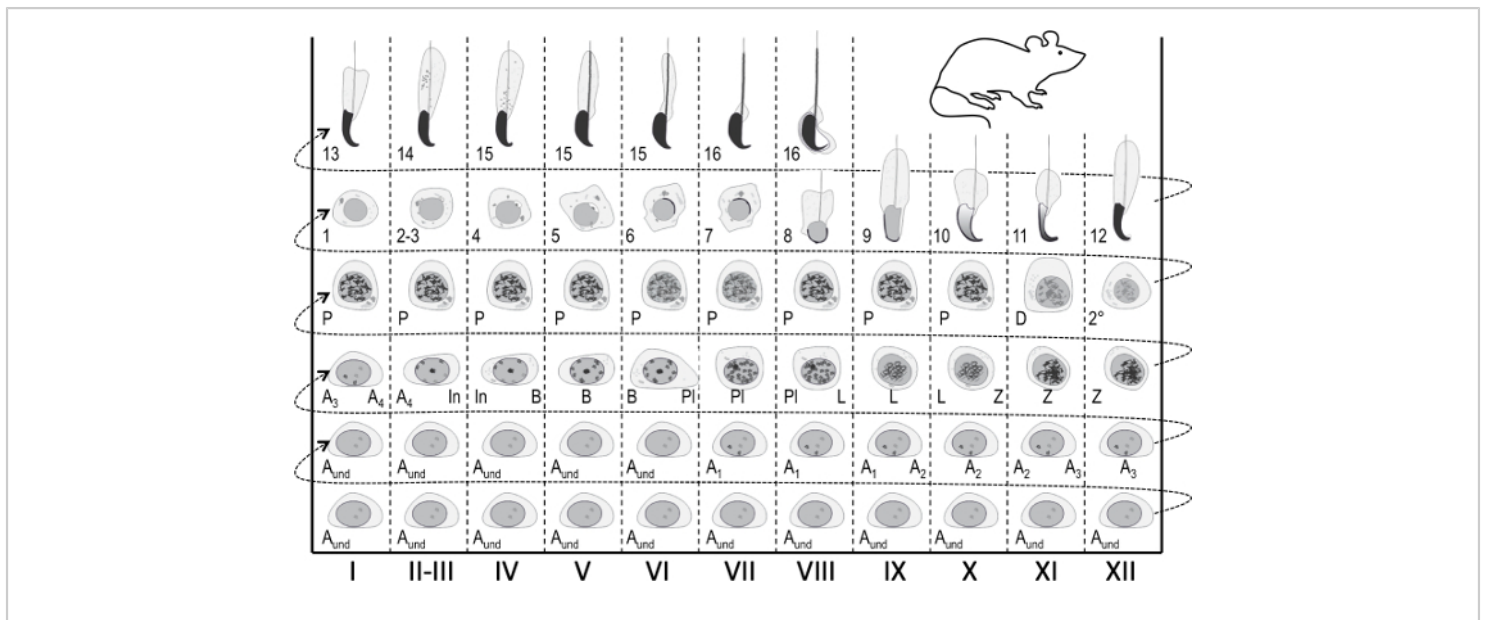 13 14 15 15 15 16 16
1 2-3 4 5 6 7 8 9 10 11 12
P P P P P P P P P D 2°
A3 A4 A4 In In B B B Pl Pl Pl L L L Z Z Z
Aund Aund Aund Aund Aund A1 A1 A1 A2 A2 A2 A3 A3
Aund Aund Aund Aund Aund Aund Aund Aund Aund Aund Aund
I II-III IV V VI VII VIII IX X XI XII